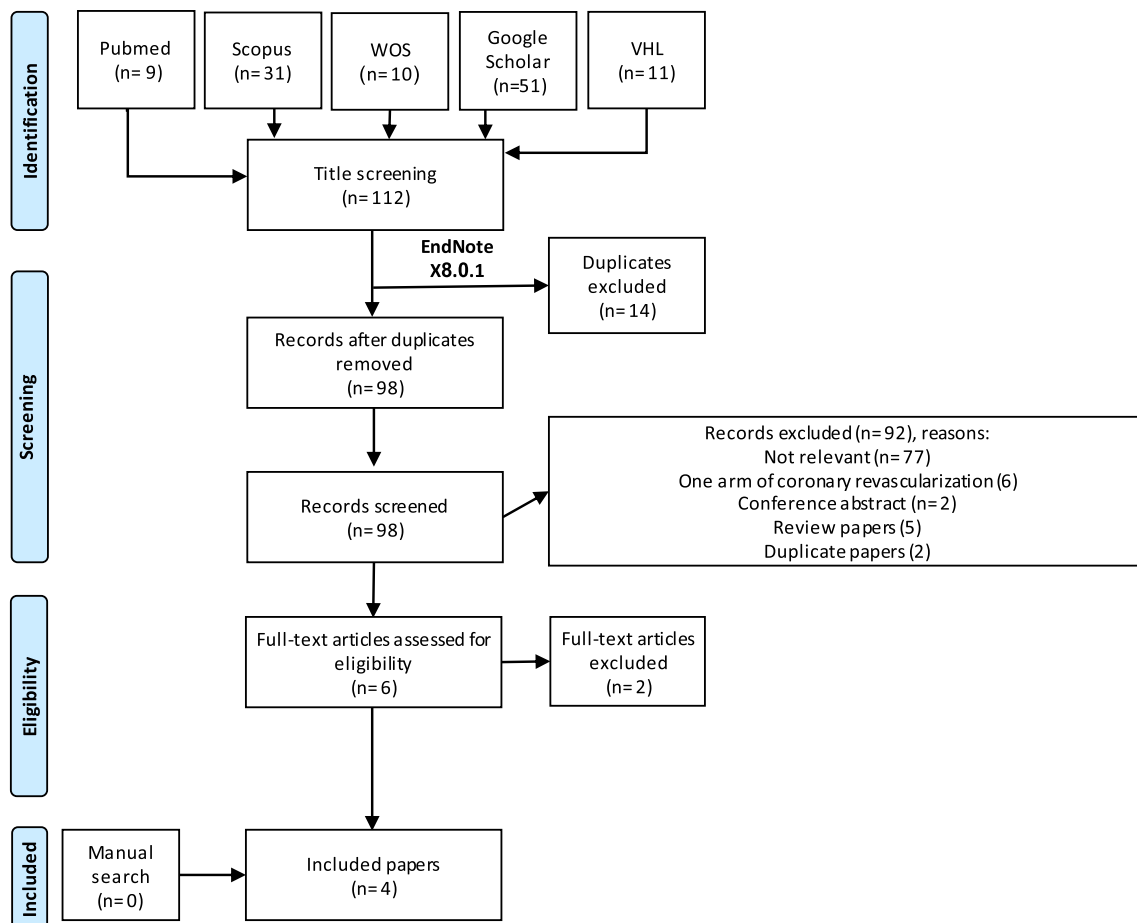 Identification
Pubmed
(n= 9)
Scopus
(n= 31)
WOS
(n= 10)
Google
Scholar
(n=51)
VHL
(n= 11)
Title screening
(n= 112)
EndNote
X8.0.1
Duplicates
excluded
(n= 14)
Screening
Records after duplicates
removed
(n= 98)
Records screened
(n= 98)
Records excluded (n= 92), reasons:
Not relevant (n= 77)
One arm of coronary revascularization (6)
Conference abstract (n= 2)
Review papers (5)
Duplicate papers (2)
Eligibility
Full-text articles assessed for
eligibility
(n= 6)
Full-text articles
excluded
(n= 2)
Included
Manual
search
(n= 0)
Included papers
(n= 4)